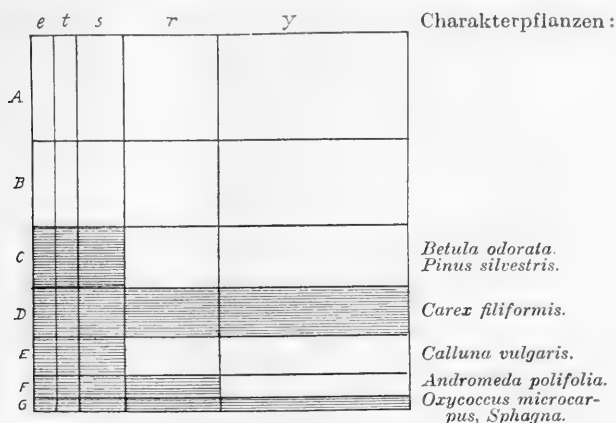 e t s r y Charakterpflanzen:
A
B
C
Betula odorata.
Pinus silvestris.
D Carex filiformis.
E Calluna vulgaris.
F Andromeda polifolia.
G Oxycoccus microcar-
pus, Sphagna.